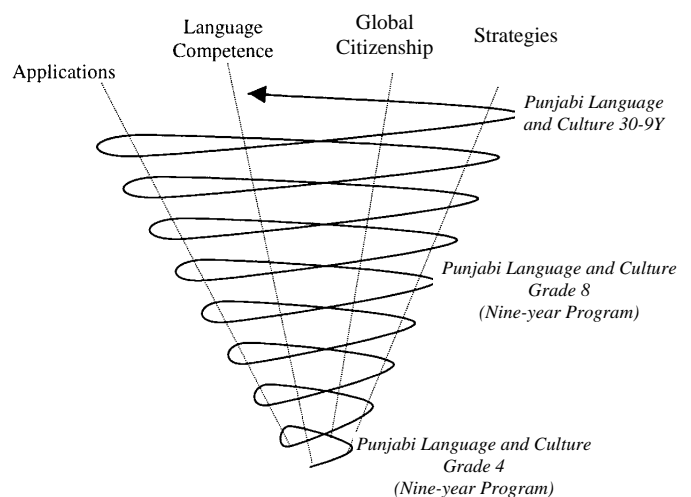 Applications
Language
Competence
Global
Citizenship
Strategies
Punjabi Language
and Culture 30-9Y
Punjabi Language and Culture
Grade 8
(Nine-year Program)
Punjabi Language and Culture
Grade 4
(Nine-year Program)